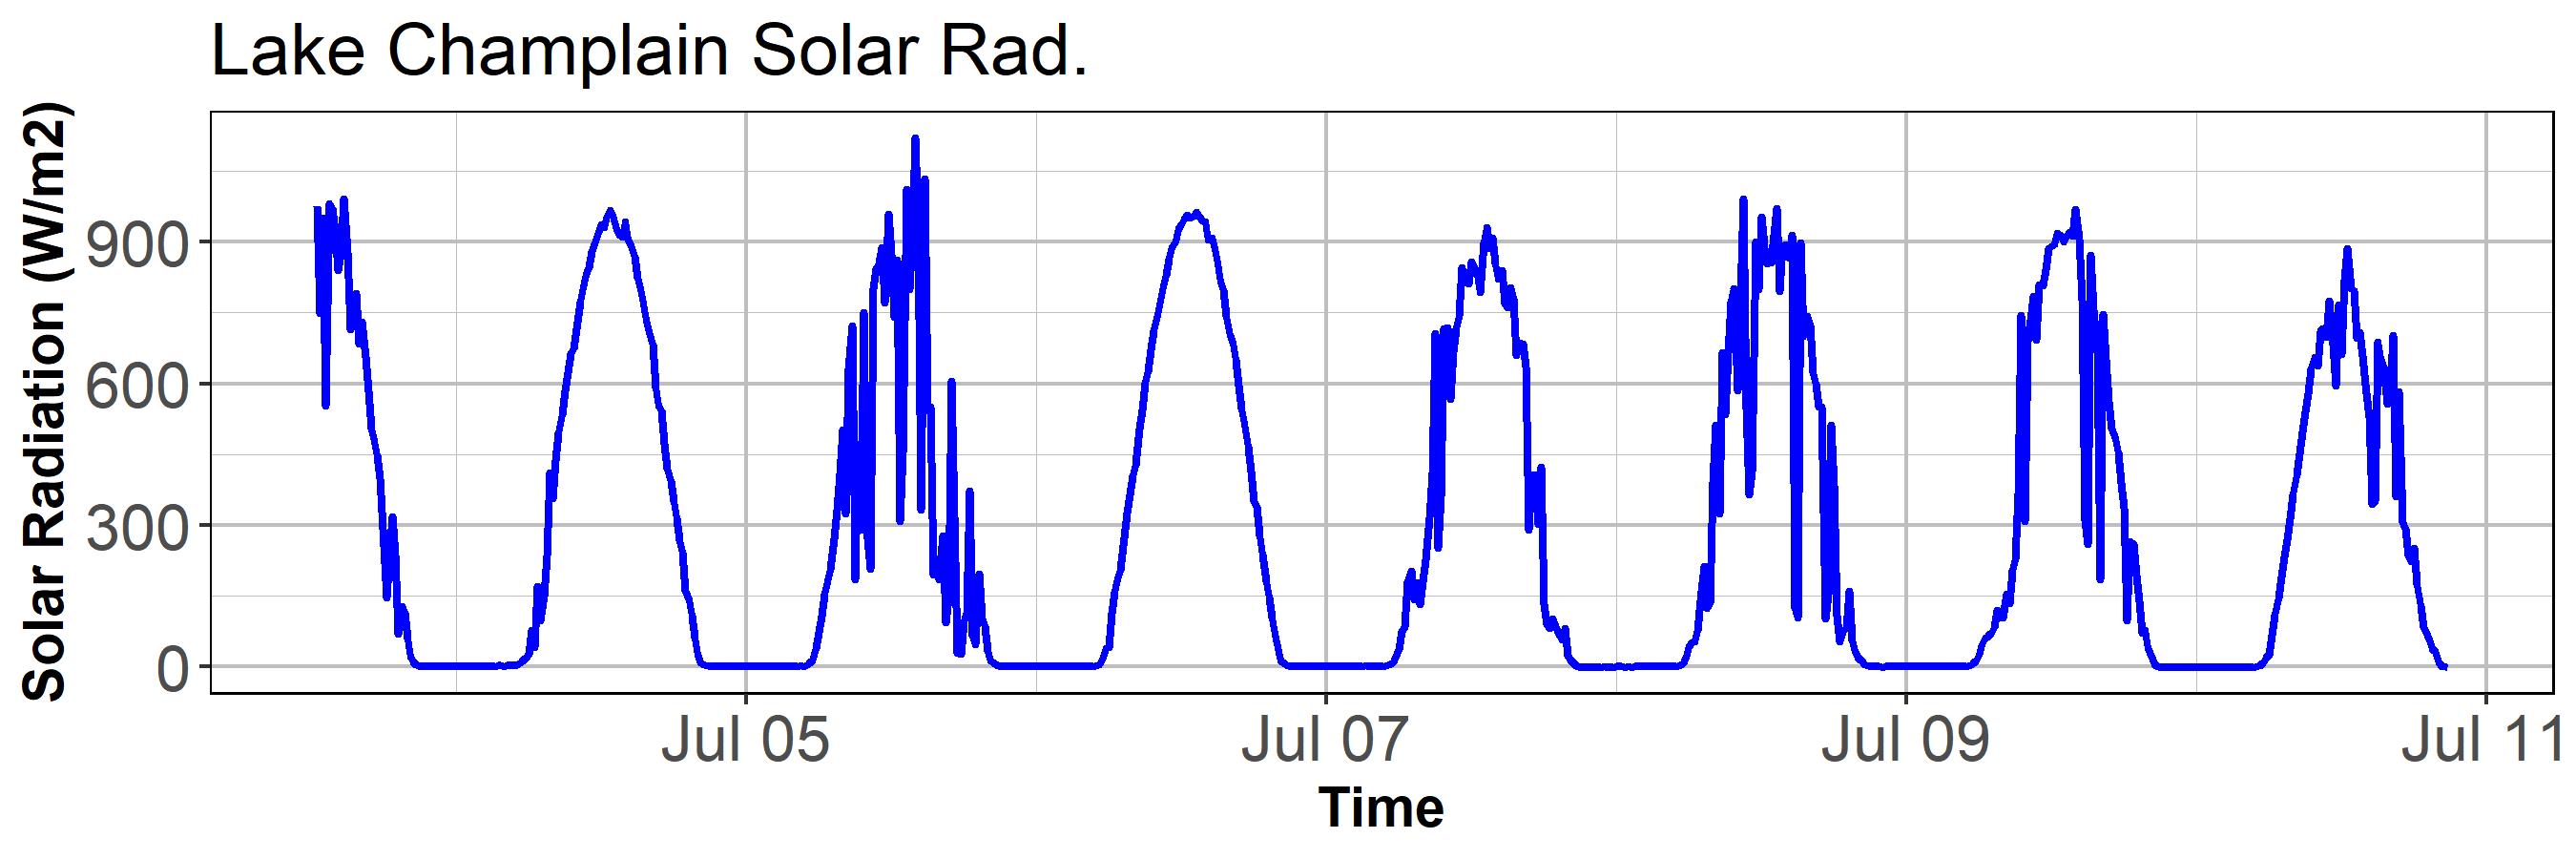 Lake Champlain Solar Rad.
Solar Radiation (W/m2)
900
600
300
0
Jul 05 Jul 07 Jul 09 Jul 11
Time